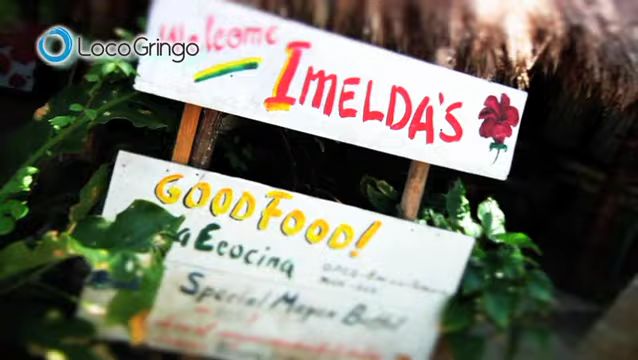 LocoGringo
Welcome
IMELDA'S
GOOD FOOD!
La Ecocina
Special Mayan Buffet